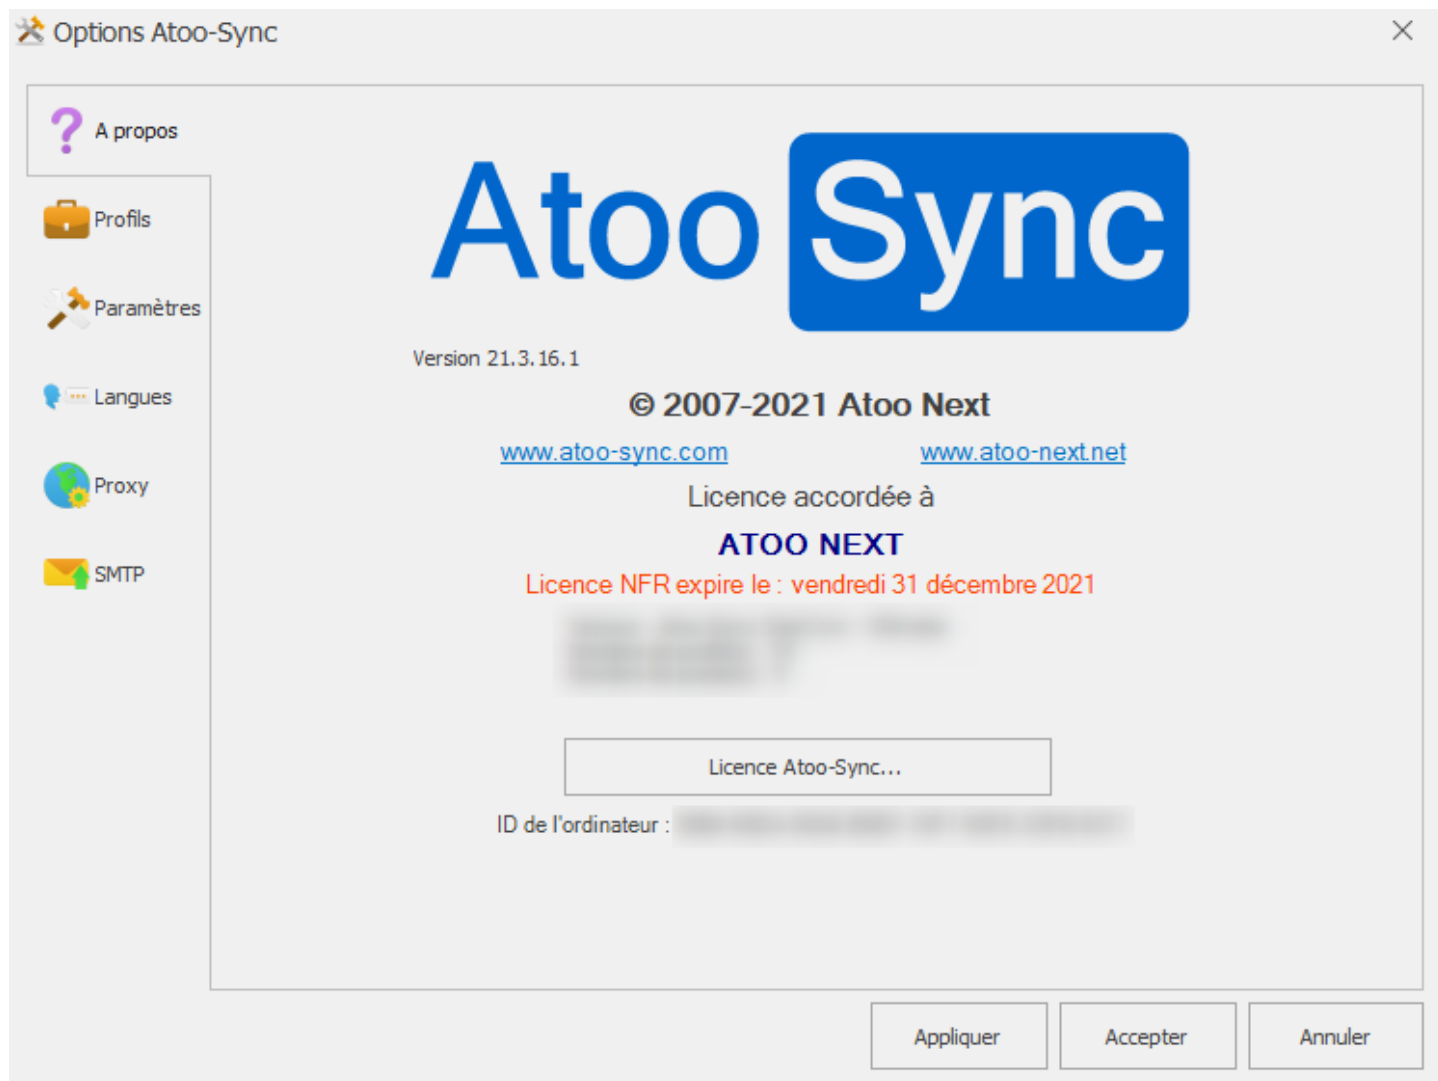 Options Atoo-Sync
A propos
Profils
Paramètres
Langues
Proxy
SMTP
Atoo Sync
Version 21.3.16.1
© 2007-2021 Atoo Next
www.atoo-sync.com www.atoo-next.net
Licence accordée à
ATOO NEXT
Licence NFR expire le : vendredi 31 décembre 2021
Licence Atoo-Sync...
ID de l'ordinateur :
Appliquer Accepter Annuler